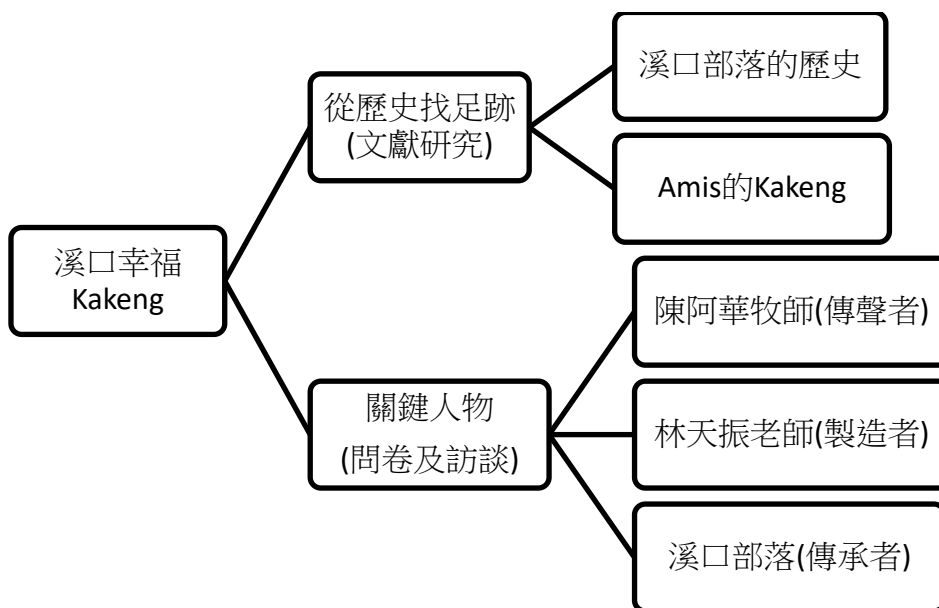 溪口幸福
Kakeng
從歷史找足跡
(文獻研究)
溪口部落的歷史
Amis的Kakeng
關鍵人物
(問卷及訪談)
陳阿華牧師(傳聲者)
林天振老師(製造者)
溪口部落(傳承者)